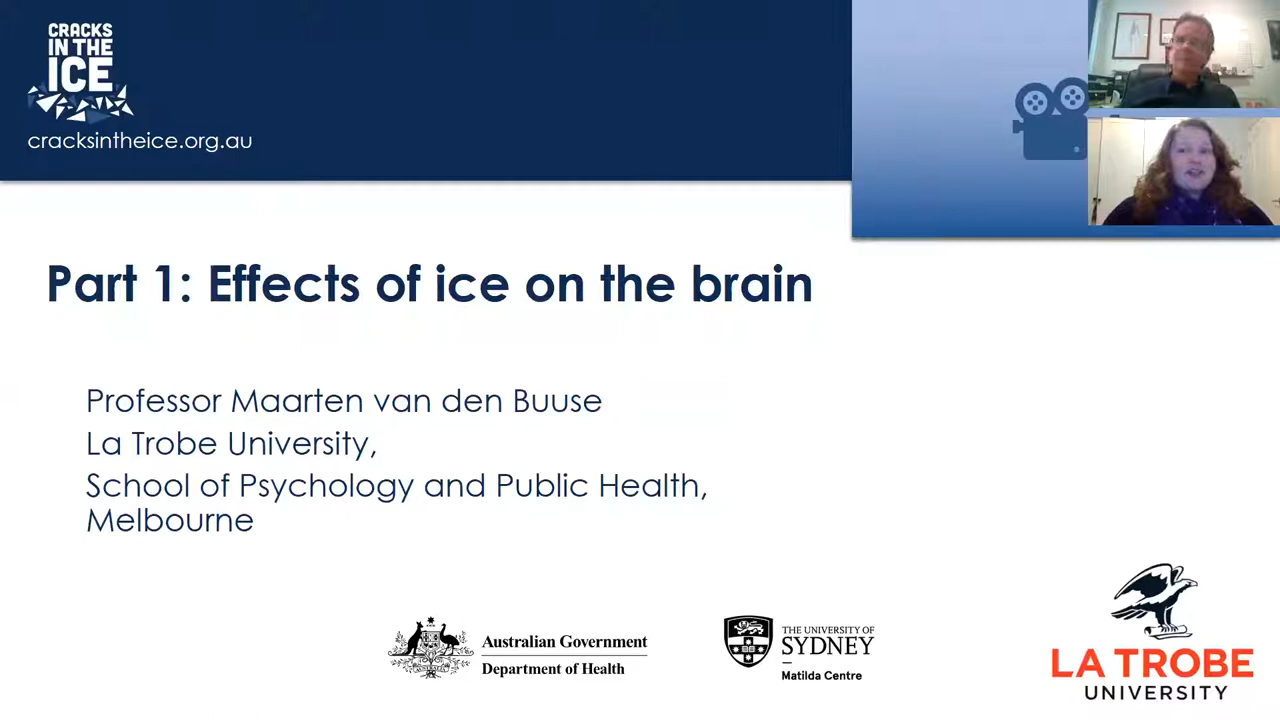 CRACKS
IN THE
ICE
cracksintheice.org.au
Part 1: Effects of ice on the brain
Professor Maarten van den Buuse
La Trobe University,
School of Psychology and Public Health,
Melbourne
Australian Government
Department of Health
THE UNIVERSITY OF
SYDNEY
Matilda Centre
LA TROBE
UNIVERSITY